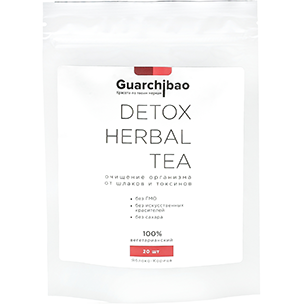 Guarchibao
DETOX
HERBAL
TEA
очищение организма
от шлаков и токсинов
• без ГМО
• без искусственных
красителей
• без сахара
100%
вегетарианский
20 шт